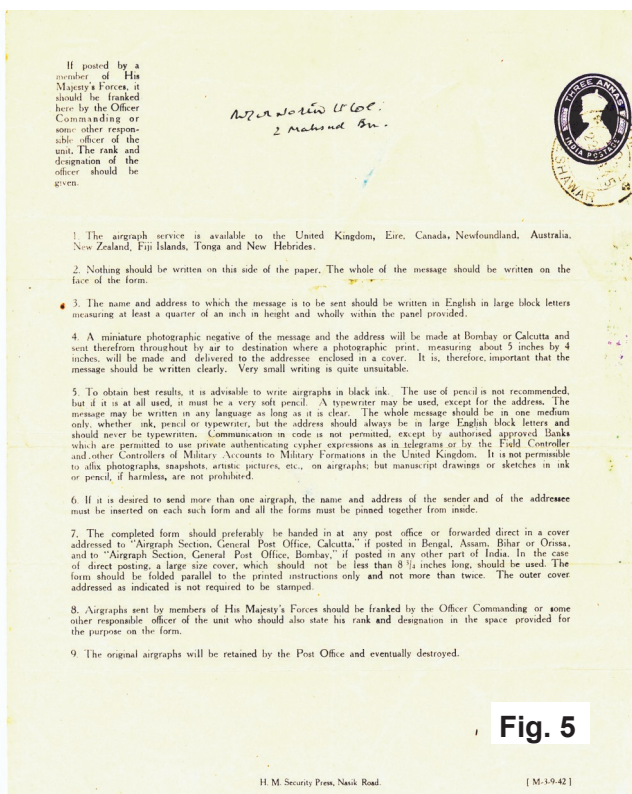 If posted by a
member of His
Majesty's Forces, it
should be franked
here by the Officer
Commanding or
some other respon-
sible officer of the
unit. The rank and
designation of the
officer should be
given.
Lt Col.
2 Mahsud Bn.
THREE ANNAS
INDIA POSTAGE
SHAWAR
1. The airgraph service is available to the United Kingdom, Eire, Canada, Newfoundland, Australia,
New Zealand, Fiji Islands, Tonga and New Hebrides.
2. Nothing should be written on this side of the paper. The whole of the message should be written on the
face of the form.
3. The name and address to which the message is to be sent should be written in English in large block letters
measuring at least a quarter of an inch in height and wholly within the panel provided.
4. A miniature photographic negative of the message and the address will be made at Bombay or Calcutta and
sent therefrom throughout by air to destination where a photographic print, measuring about 5 inches by 4
inches, will be made and delivered to the addressee enclosed in a cover. It is, therefore, important that the
message should be written clearly. Very small writing is quite unsuitable.
5. To obtain best results, it is advisable to write airgraphs in black ink. The use of pencil is not recommended,
but if it is at all used, it must be a very soft pencil. A typewriter may be used, except for the address. The
message may be written in any language as long as it is clear. The whole message should be in one medium
only, whether ink, pencil or typewriter, but the address should always be in large English block letters and
should never be typewritten. Communication in code is not permitted, except by authorised approved Banks
which are permitted to use private authenticating cypher expressions as in telegrams or by the Field Controller
and other Controllers of Military Accounts to Military Formations in the United Kingdom. It is not permissible
to affix photographs, snapshots, artistic pictures, etc., on airgraphs; but manuscript drawings or sketches in ink
or pencil, if harmless, are not prohibited.
6. If it is desired to send more than one airgraph, the name and address of the sender and of the addressee
must be inserted on each such form and all the forms must be pinned together from inside.
7. The completed form should preferably be handed in at any post office or forwarded direct in a cover
addressed to "Airgraph Section, General Post Office, Calcutta," if posted in Bengal, Assam, Bihar or Orissa,
and to "Airgraph Section, General Post Office, Bombay," if posted in any other part of India. In the case
of direct posting, a large size cover, which should not be less than 8 3/4 inches long, should be used. The
form should be folded parallel to the printed instructions only and not more than twice. The outer cover
addressed as indicated is not required to be stamped.
8. Airgraphs sent by members of His Majesty's Forces should be franked by the Officer Commanding or some
other responsible officer of the unit who should also state his rank and designation in the space provided for
the purpose on the form.
9. The original airgraphs will be retained by the Post Office and eventually destroyed.
Fig. 5
H. M. Security Press, Nasik Road.
[ M-3-9-42 ]